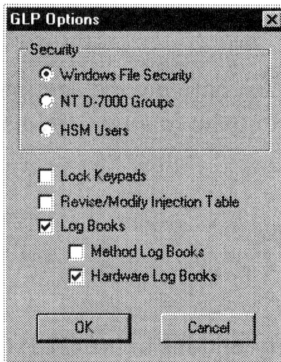 GLP Options
Security
Windows File Security
NT D-7000 Groups
HSM Users
Lock Keypads
Revise/Modify Injection Table
Log Books
Method Log Books
Hardware Log Books
OK
Cancel